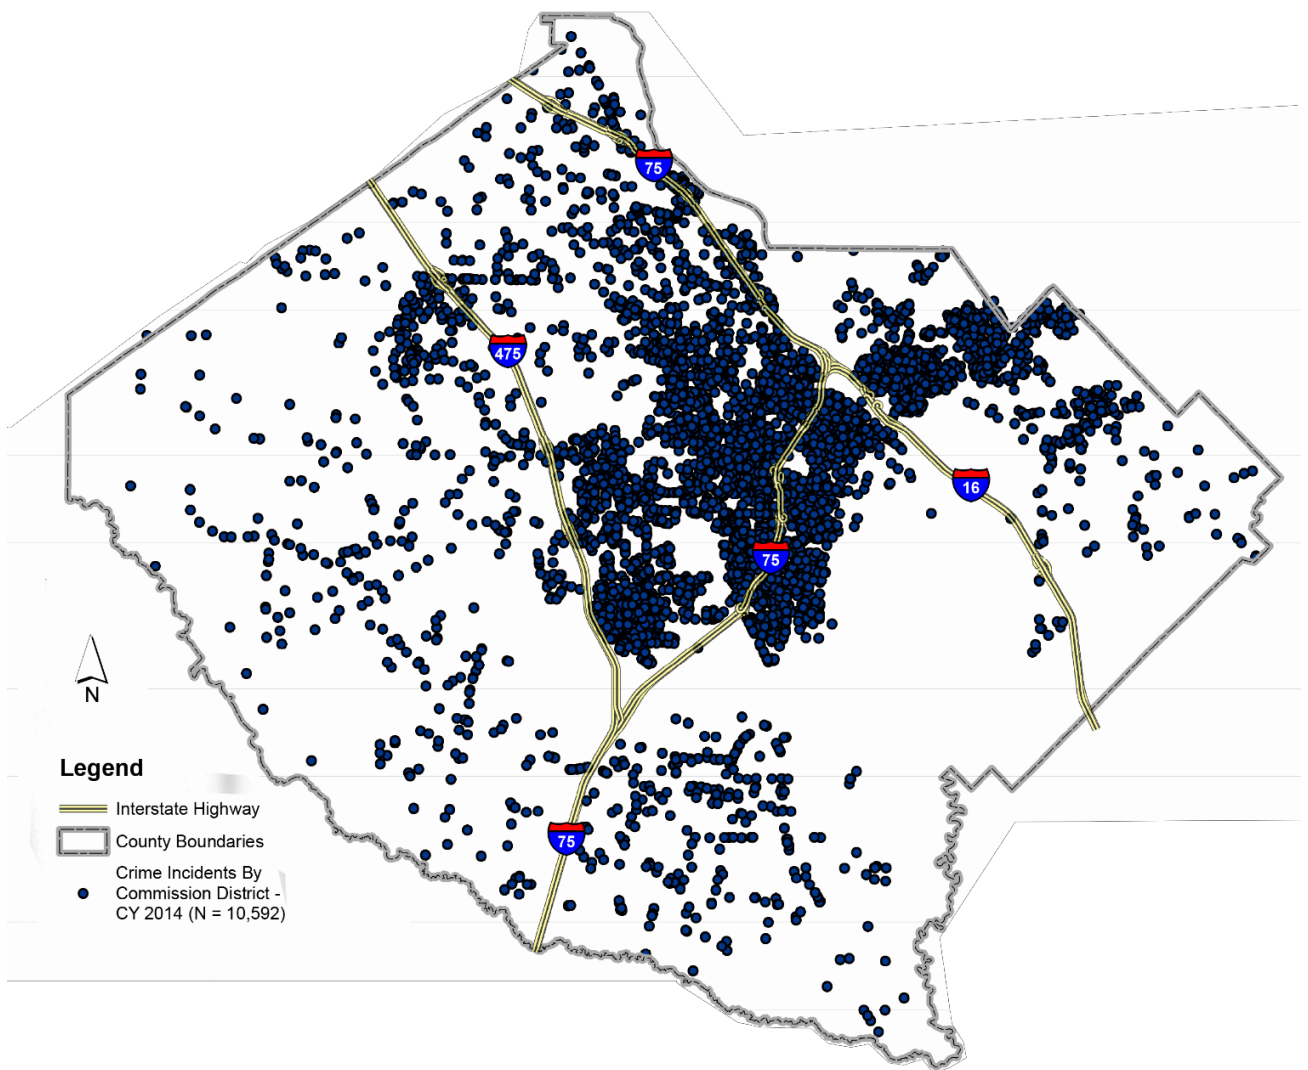 75
475
16
75
N
Legend
Interstate Highway
75
County Boundaries
Crime Incidents By
Commission District -
CY 2014 (N = 10,592)